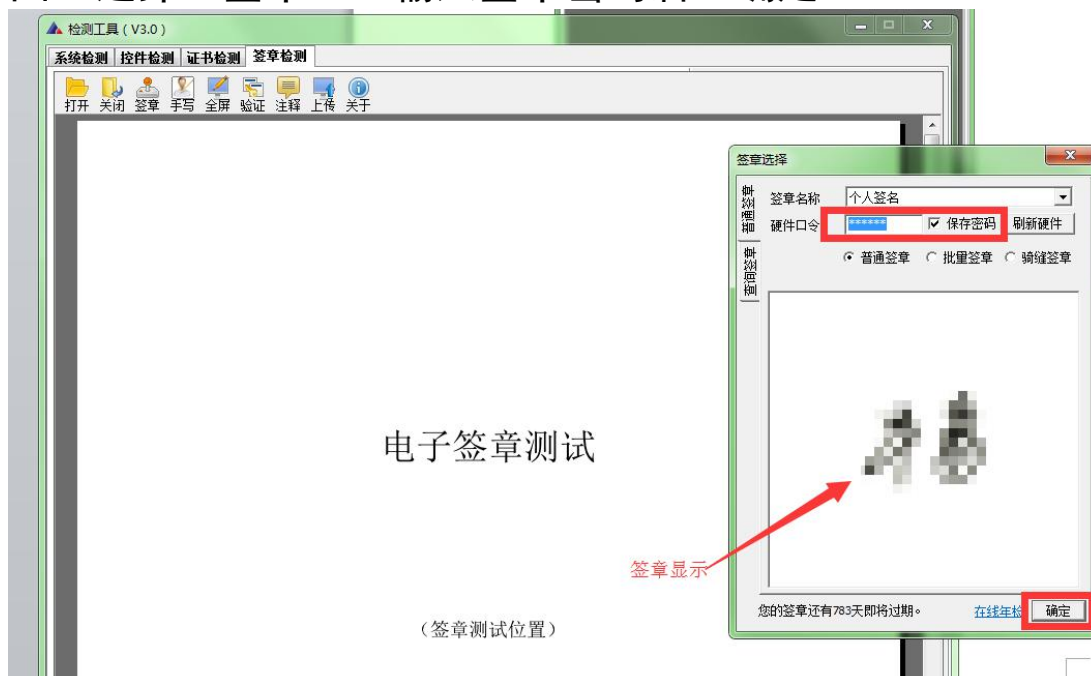 检测工具（V3.0）
系统检测 控件检测 证书检测 签章检测
打开 关闭 签章 手写 全屏 验证 注释 上传 关于
电子签章测试
（签章测试位置）
签章选择
普通签章
查询签章
签章名称 个人签名
硬件口令 ****** 保存密码 刷新硬件
普通签章 批量签章 骑缝签章
签章显示
您的签章还有783天即将过期。 在线年检 确定